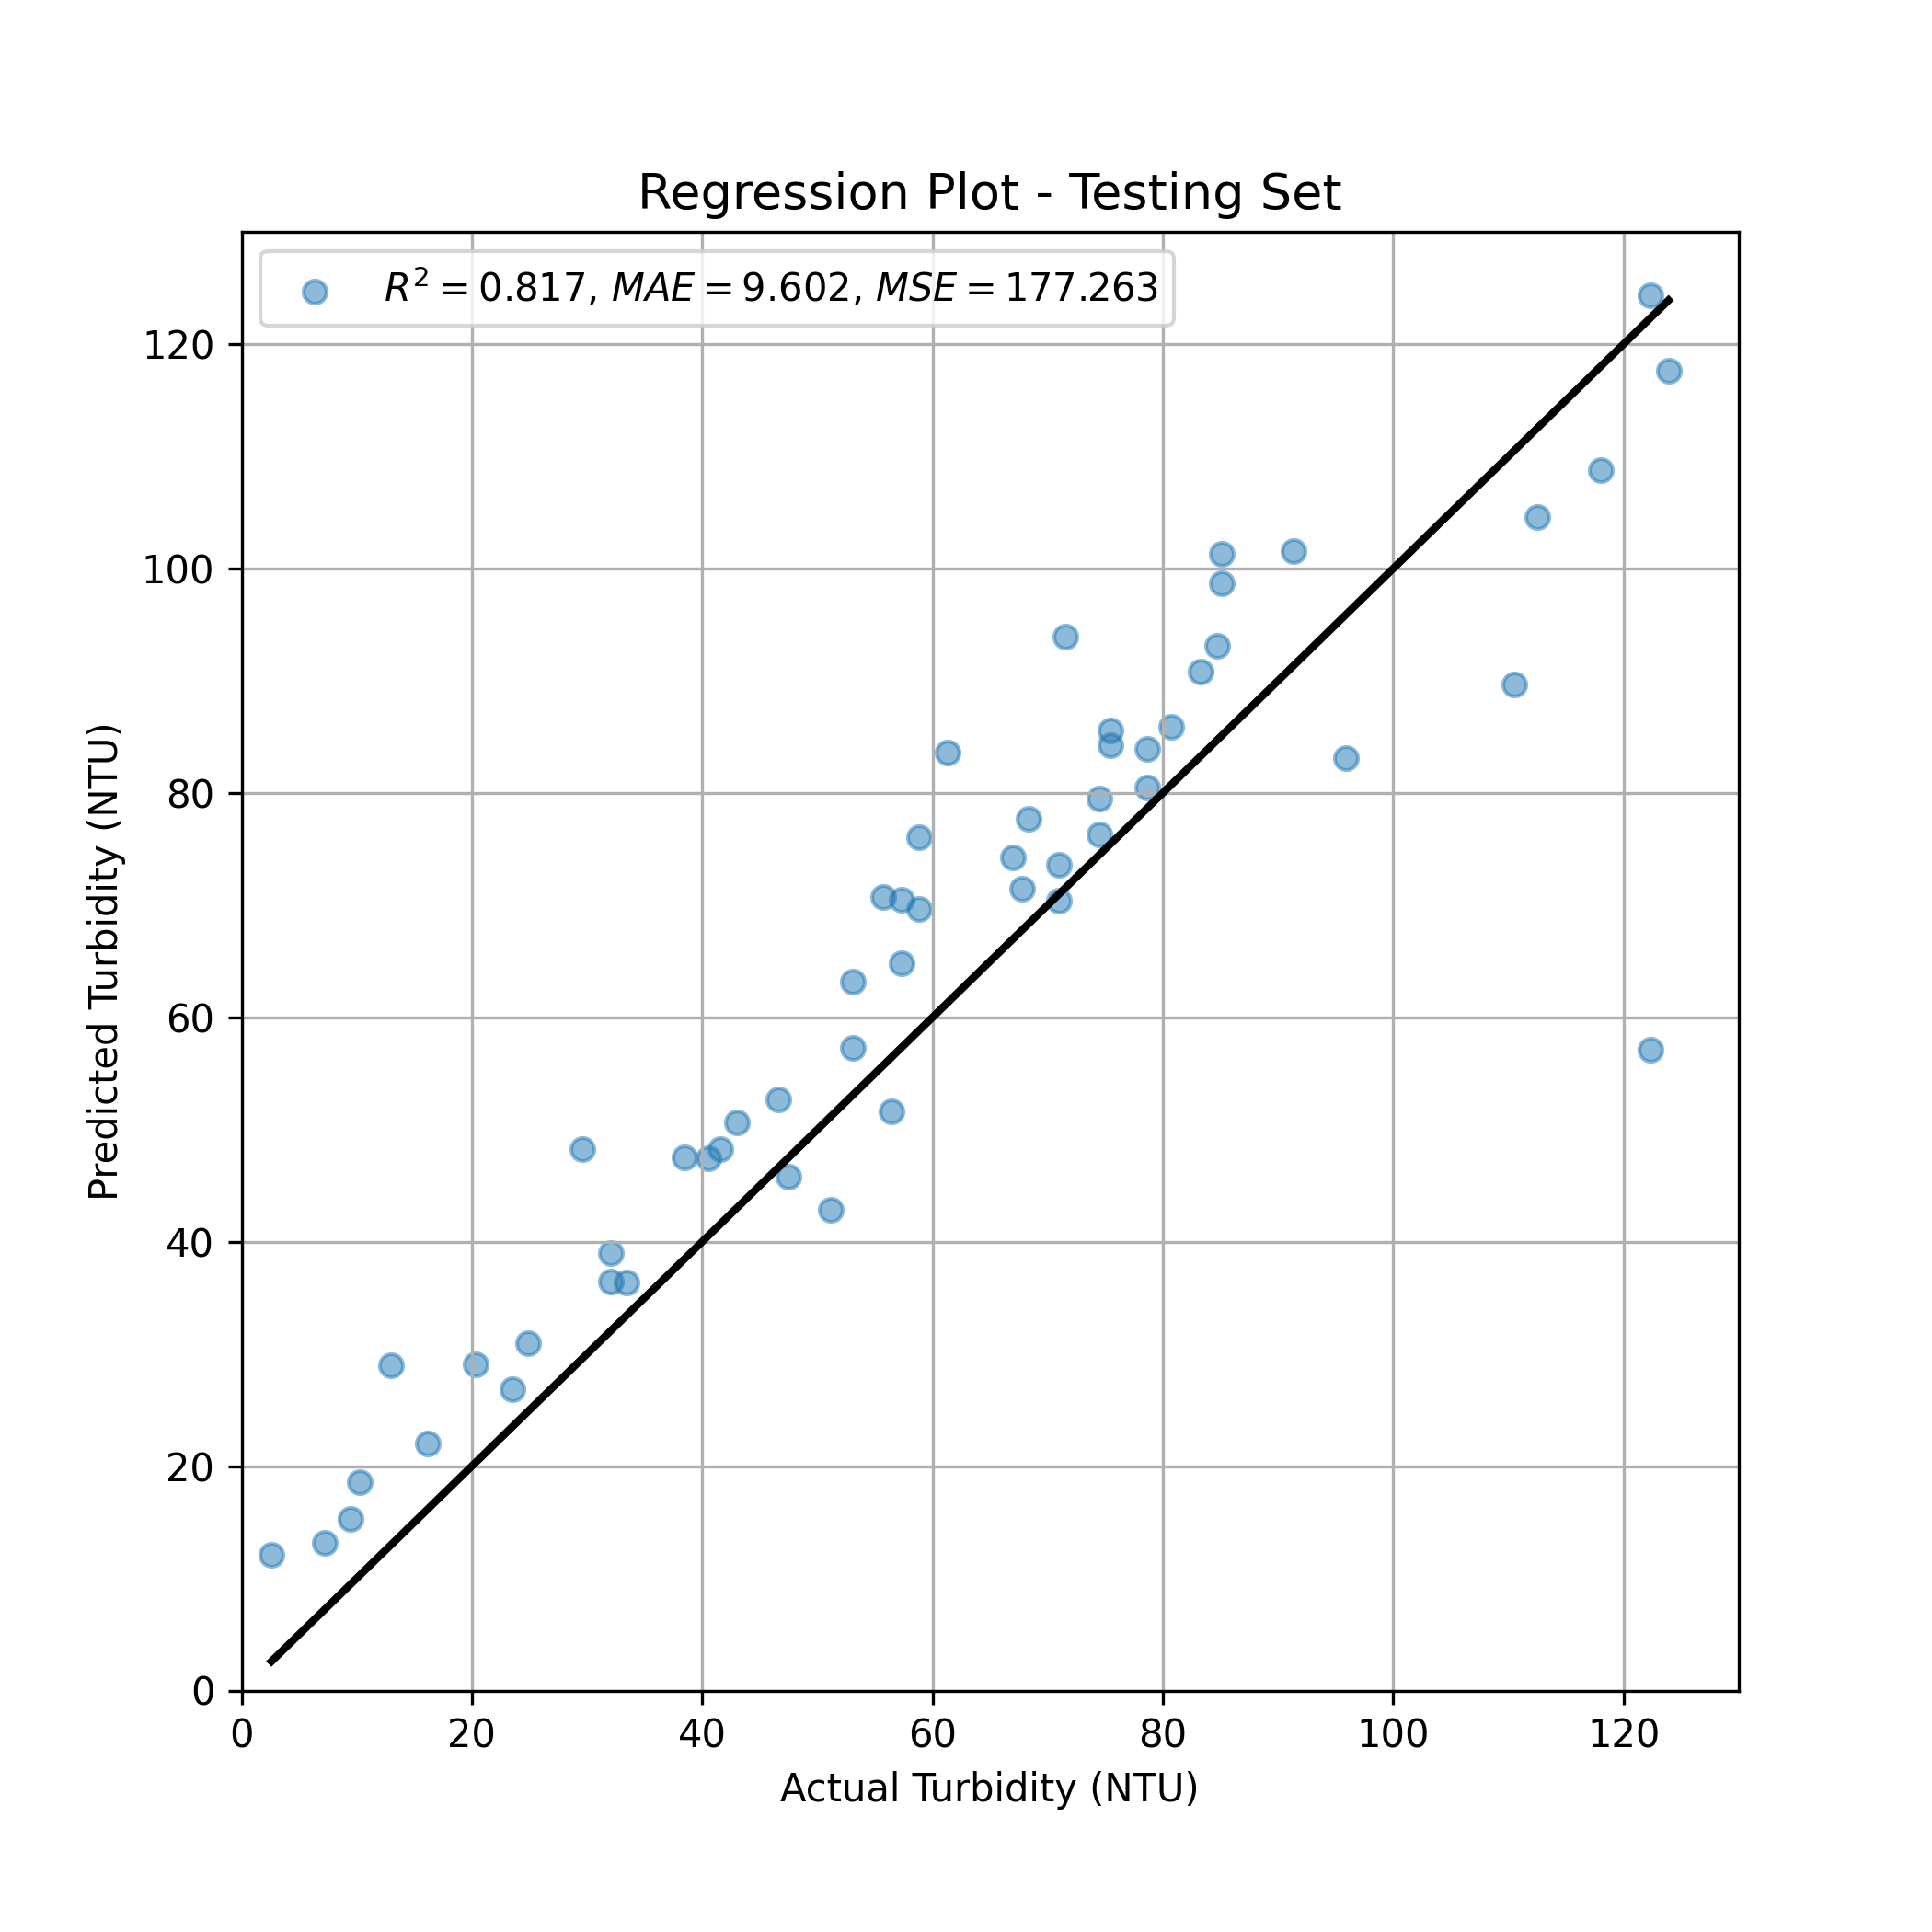 Regression Plot - Testing Set
R² = 0.817, MAE = 9.602, MSE = 177.263
120
100
80
60
40
20
0
Predicted Turbidity (NTU)
0 20 40 60 80 100 120
Actual Turbidity (NTU)